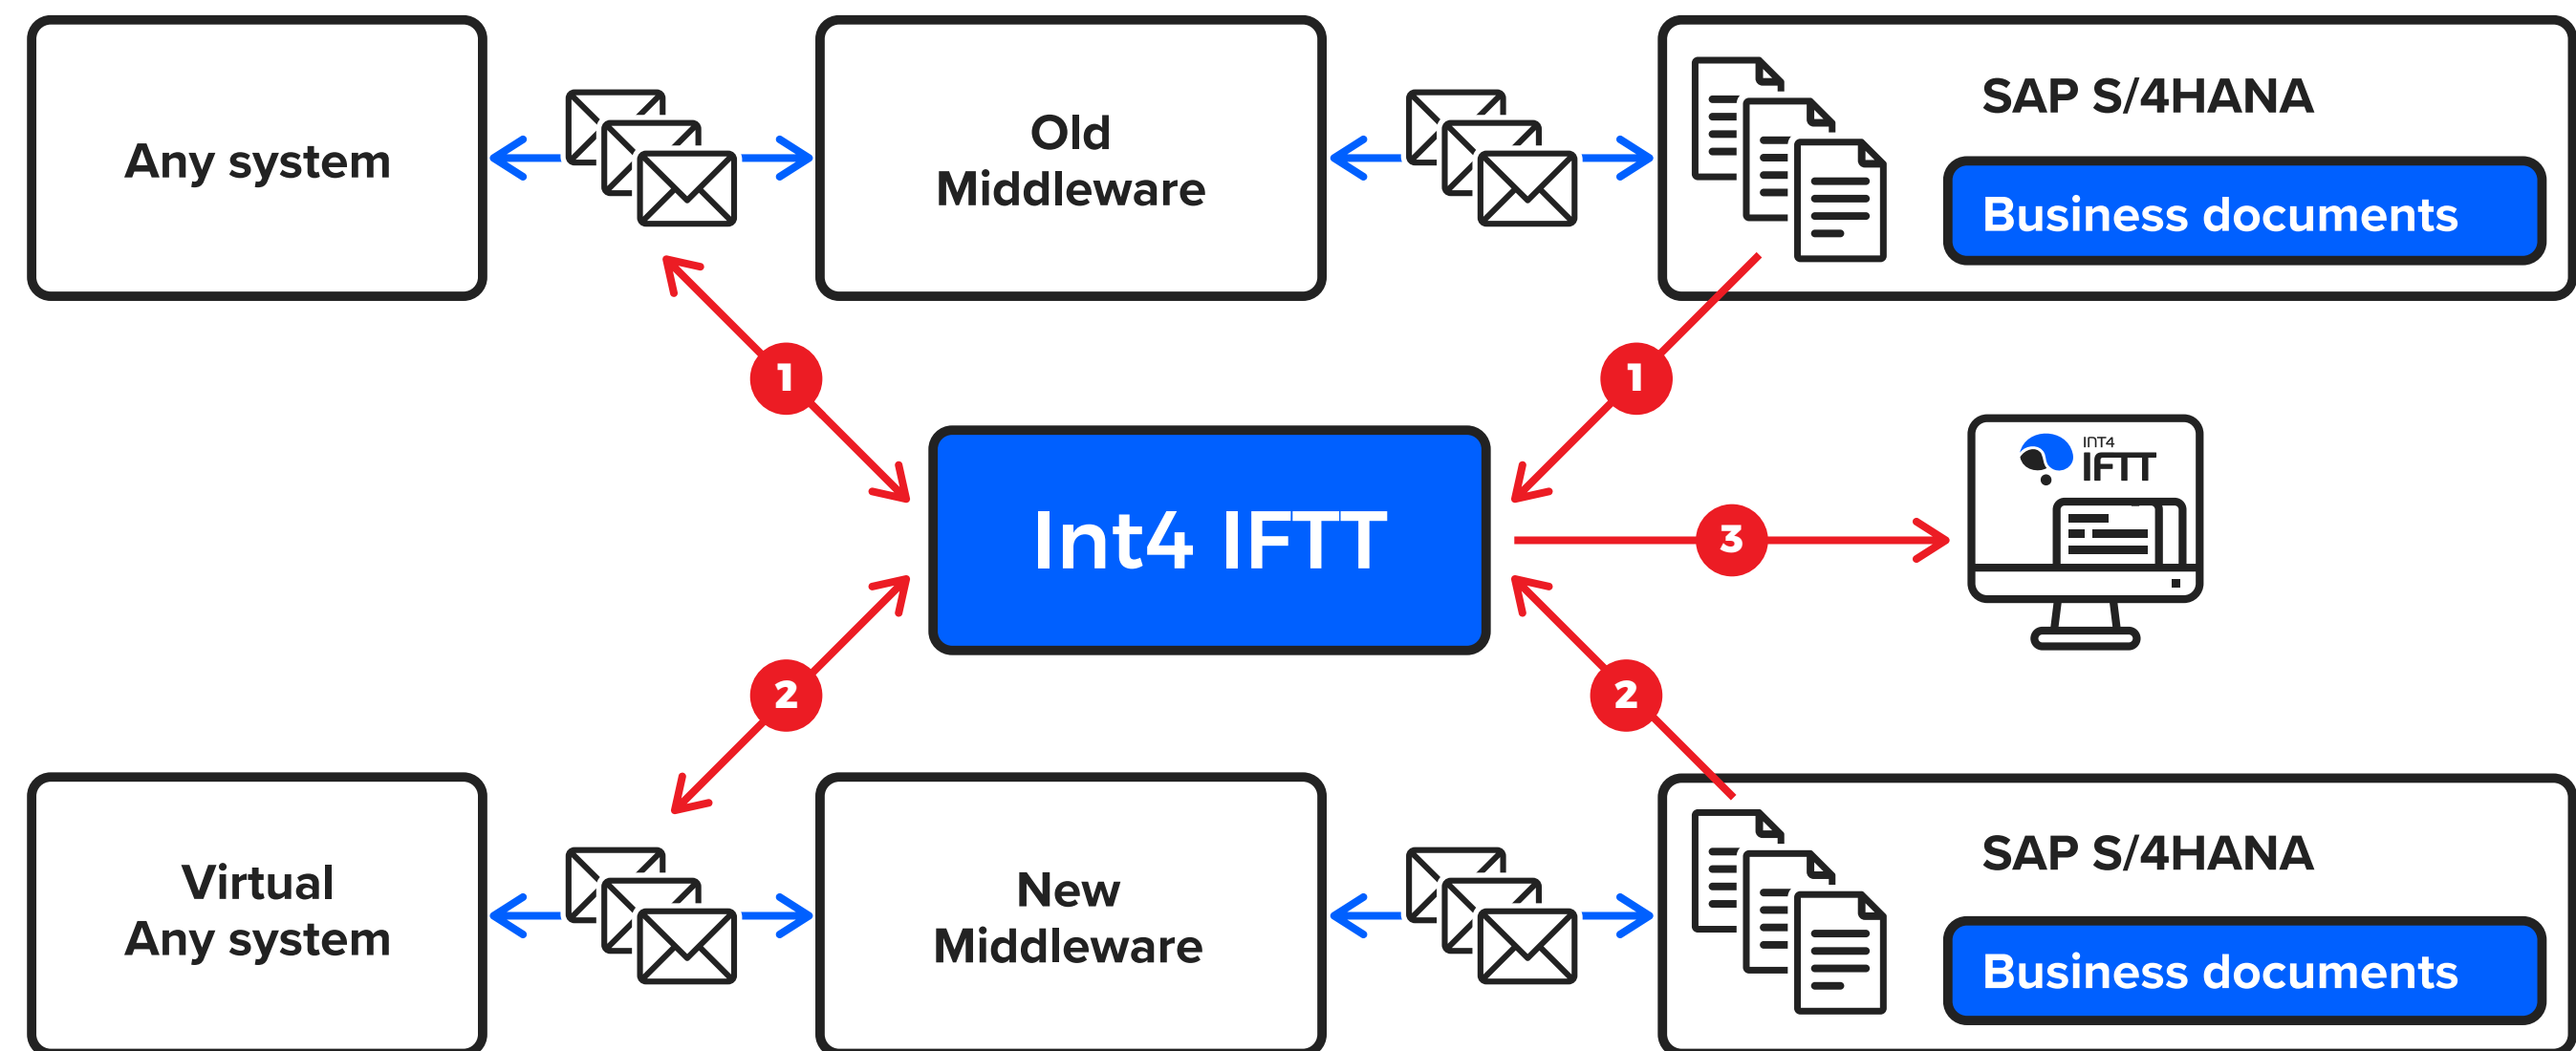 Any system
Old
Middleware
SAP S/4HANA
Business documents
1
1
Int4 IFTT
3
INT4
IFTT
2
2
Virtual
Any system
New
Middleware
SAP S/4HANA
Business documents